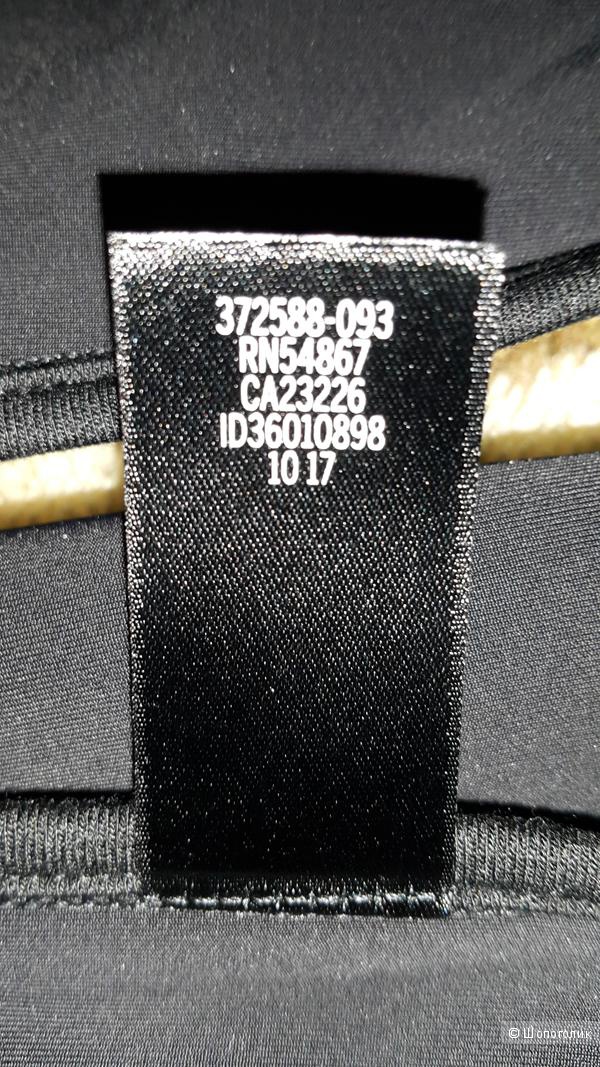 372588-093
RN54867
CA23226
ID36010898
10 17
© Шопоголик